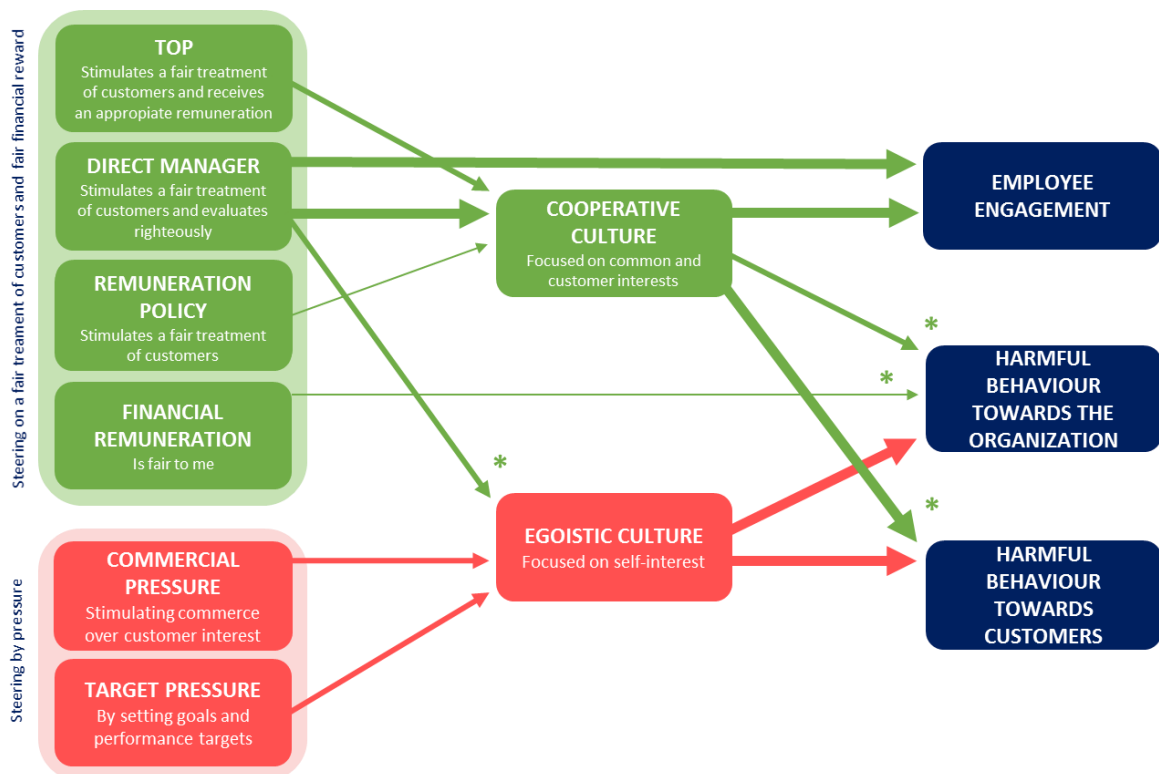 Steering on a fair treament of customers and fair financial reward
TOP
Stimulates a fair treatment
of customers and receives
an appropiate remuneration
DIRECT MANAGER
Stimulates a fair treatment
of customers and evaluates
righteously
REMUNERATION
POLICY
Stimulates a fair treatment
of customers
FINANCIAL
REMUNERATION
Is fair to me
Steering by pressure
COMMERCIAL
PRESSURE
Stimulating commerce
over customer interest
TARGET PRESSURE
By setting goals and
performance targets
COOPERATIVE
CULTURE
Focused on common and
customer interests
*
EGOISTIC CULTURE
Focused on self-interest
EMPLOYEE
ENGAGEMENT
*
*
HARMFUL
BEHAVIOUR
TOWARDS THE
ORGANIZATION
*
HARMFUL
BEHAVIOUR
TOWARDS
CUSTOMERS